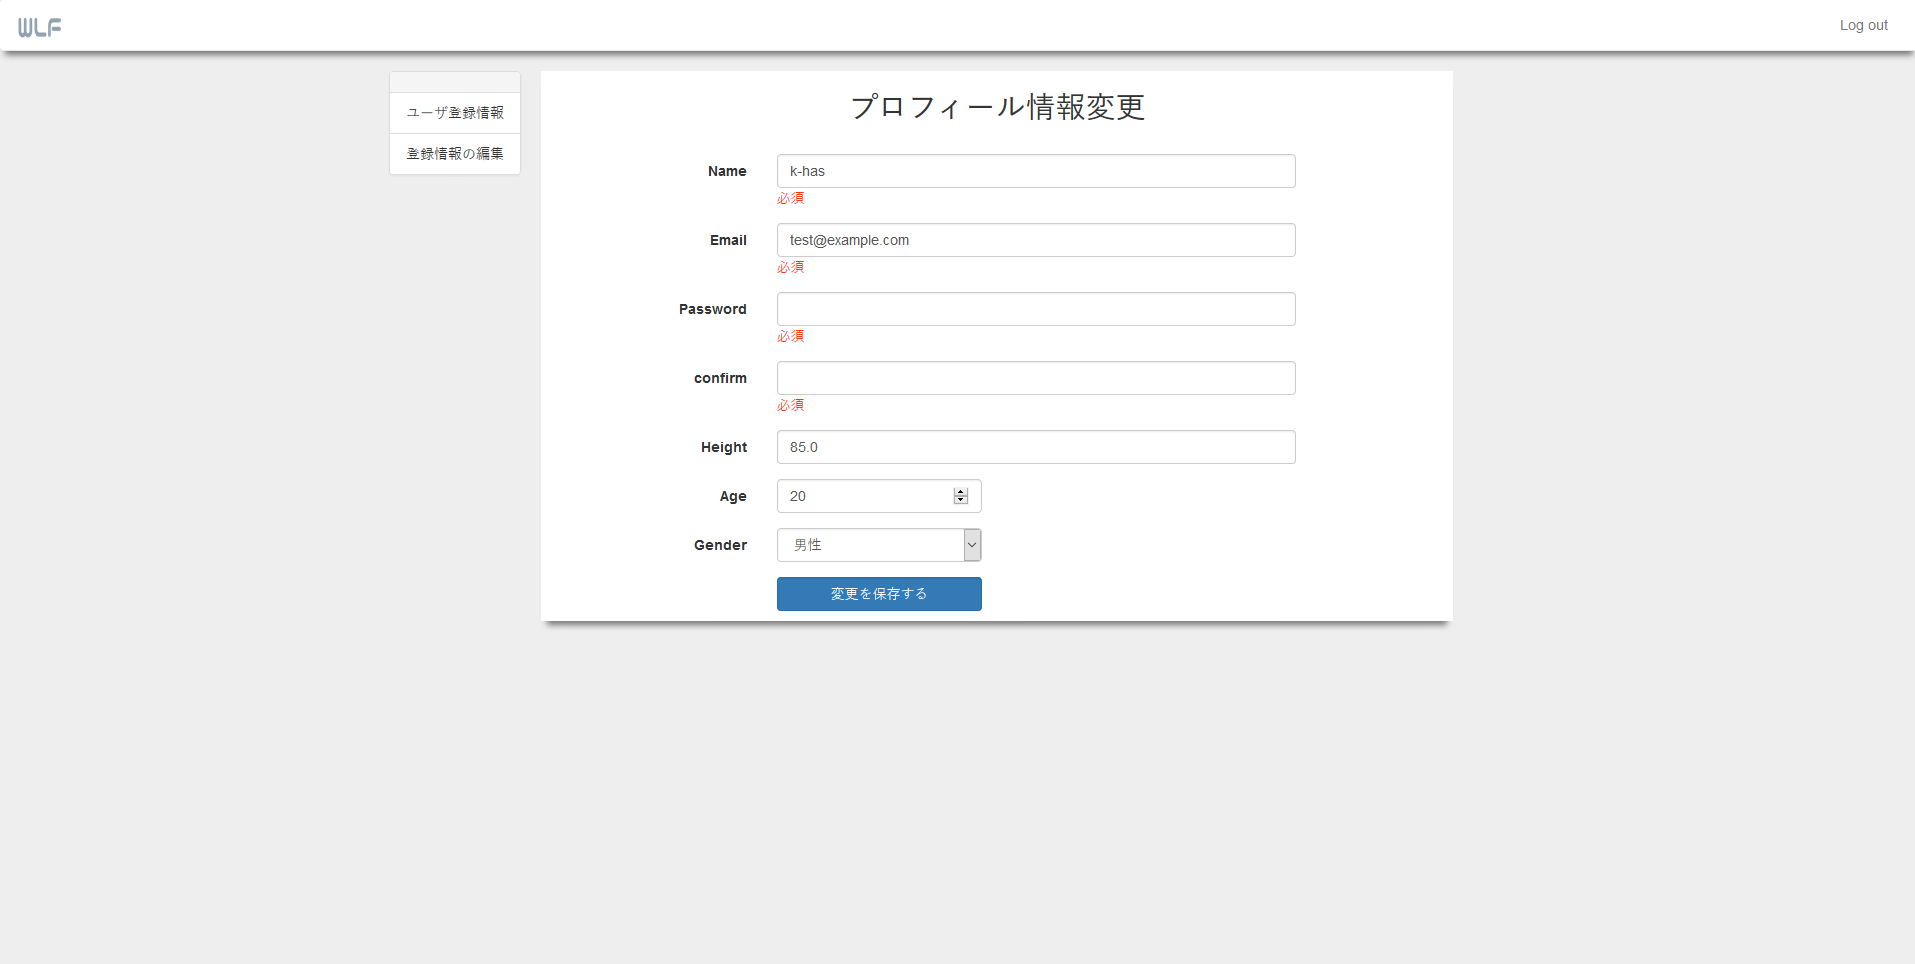 WLF
Log out
ユーザ登録情報
登録情報の編集
プロフィール情報変更
Name
k-has
必須
Email
test@example.com
必須
Password
必須
confirm
必須
Height
85.0
Age
20
Gender
男性
変更を保存する